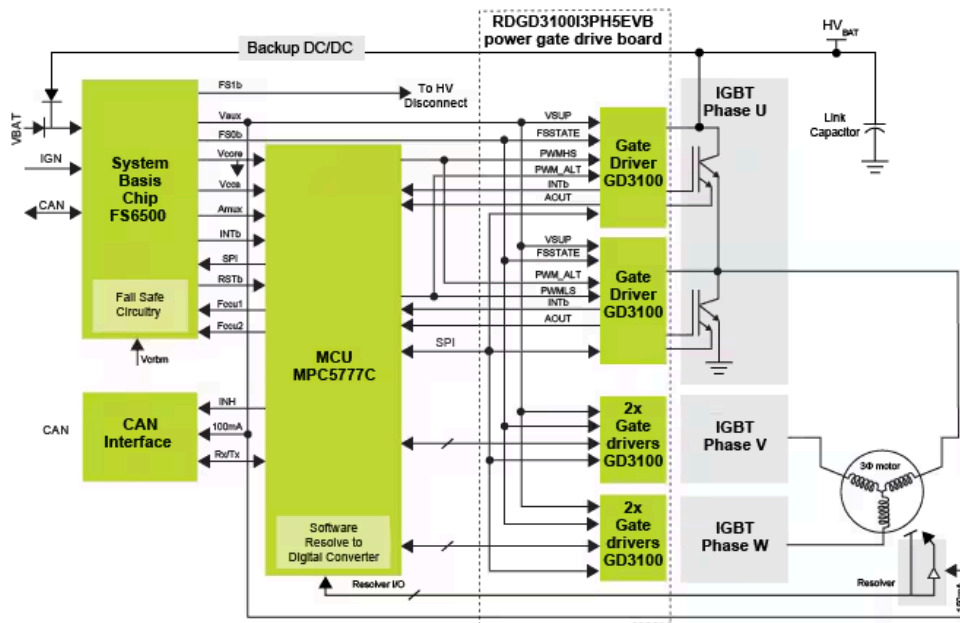 RDGD3100I3PH5EVB
power gate drive board
HVBAT
Backup DC/DC
FS1b
To HV
Disconnect
IGBT
Phase U
Link
Capacitor
VBAT
IGN
CAN
System
Basis
Chip
FS6500
Fail Safe
Circuitry
Vaux
FS0b
Vcore
Vcca
Amux
INTb
SPI
RSTb
Fccu1
Fccu2
Vcrbm
VSUP
FSSTATE
PWMHS
PWM_ALT
INTb
AOUT
Gate
Driver
GD3100
VSUP
FSSTATE
PWM_ALT
PWMLS
INTb
AOUT
SPI
Gate
Driver
GD3100
MCU
MPC5777C
CAN
CAN
Interface
INH
100mA
Rx/Tx
2x
Gate
drivers
GD3100
IGBT
Phase V
3Φ motor
2x
Gate
drivers
GD3100
IGBT
Phase W
Software
Resolve to
Digital Converter
Resolver I/O
Resolver
150mA